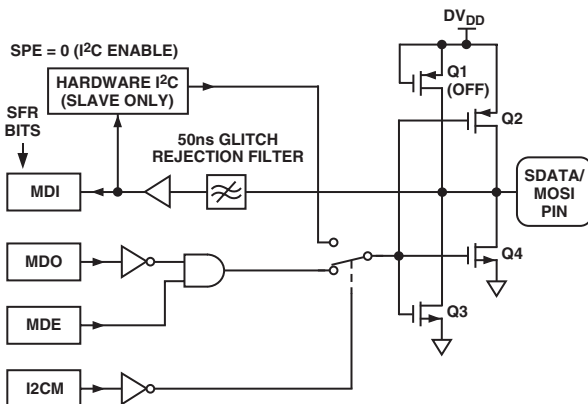 DVDD
SPE = 0 (I2C ENABLE)
HARDWARE I2C
(SLAVE ONLY)
Q1
(OFF)
Q2
SFR
BITS
50ns GLITCH
REJECTION FILTER
MDI
SDATA/
MOSI
PIN
MDO
Q4
MDE
Q3
I2CM